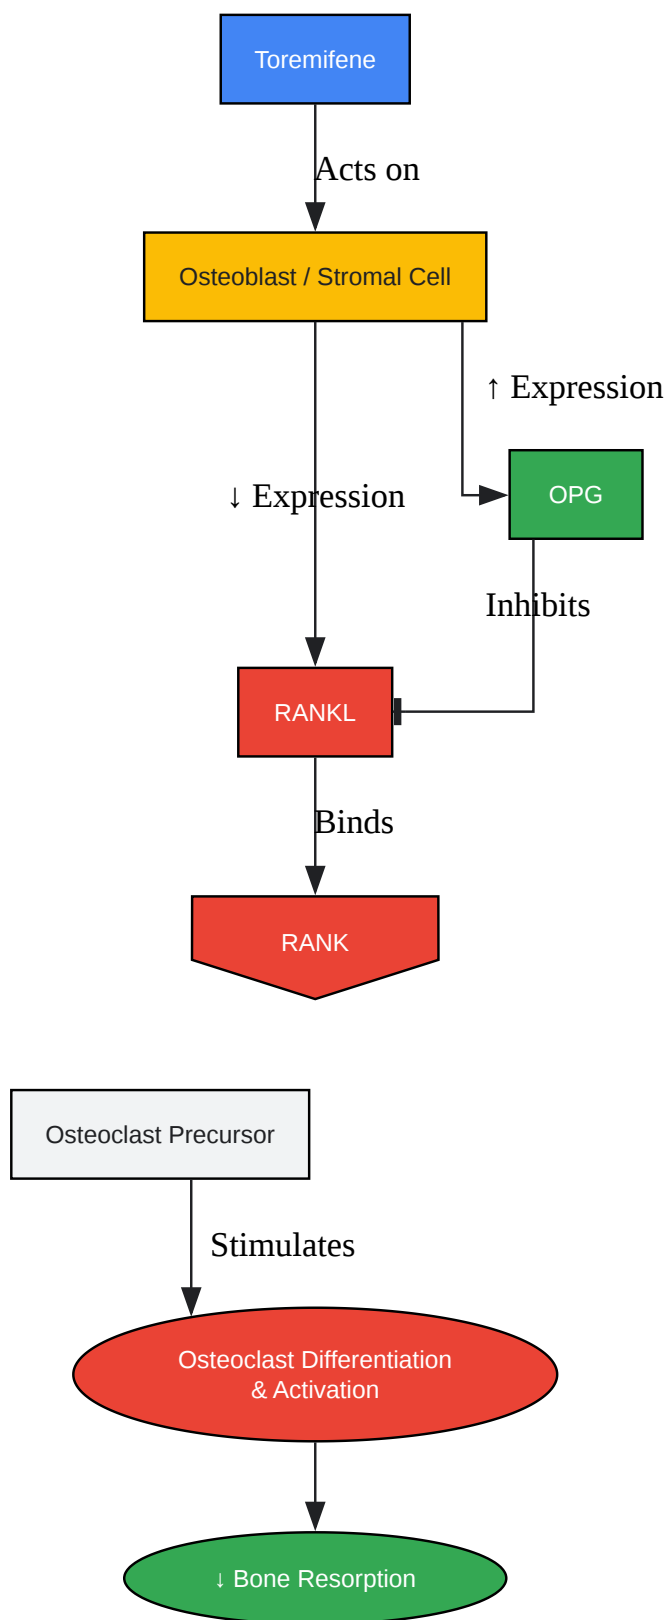 Toremifene
Acts on
Osteoblast / Stromal Cell
↑ Expression
↓ Expression
OPG
Inhibits
RANKL
Binds
RANK
Osteoclast Precursor
Stimulates
Osteoclast Differentiation
& Activation
↓ Bone Resorption